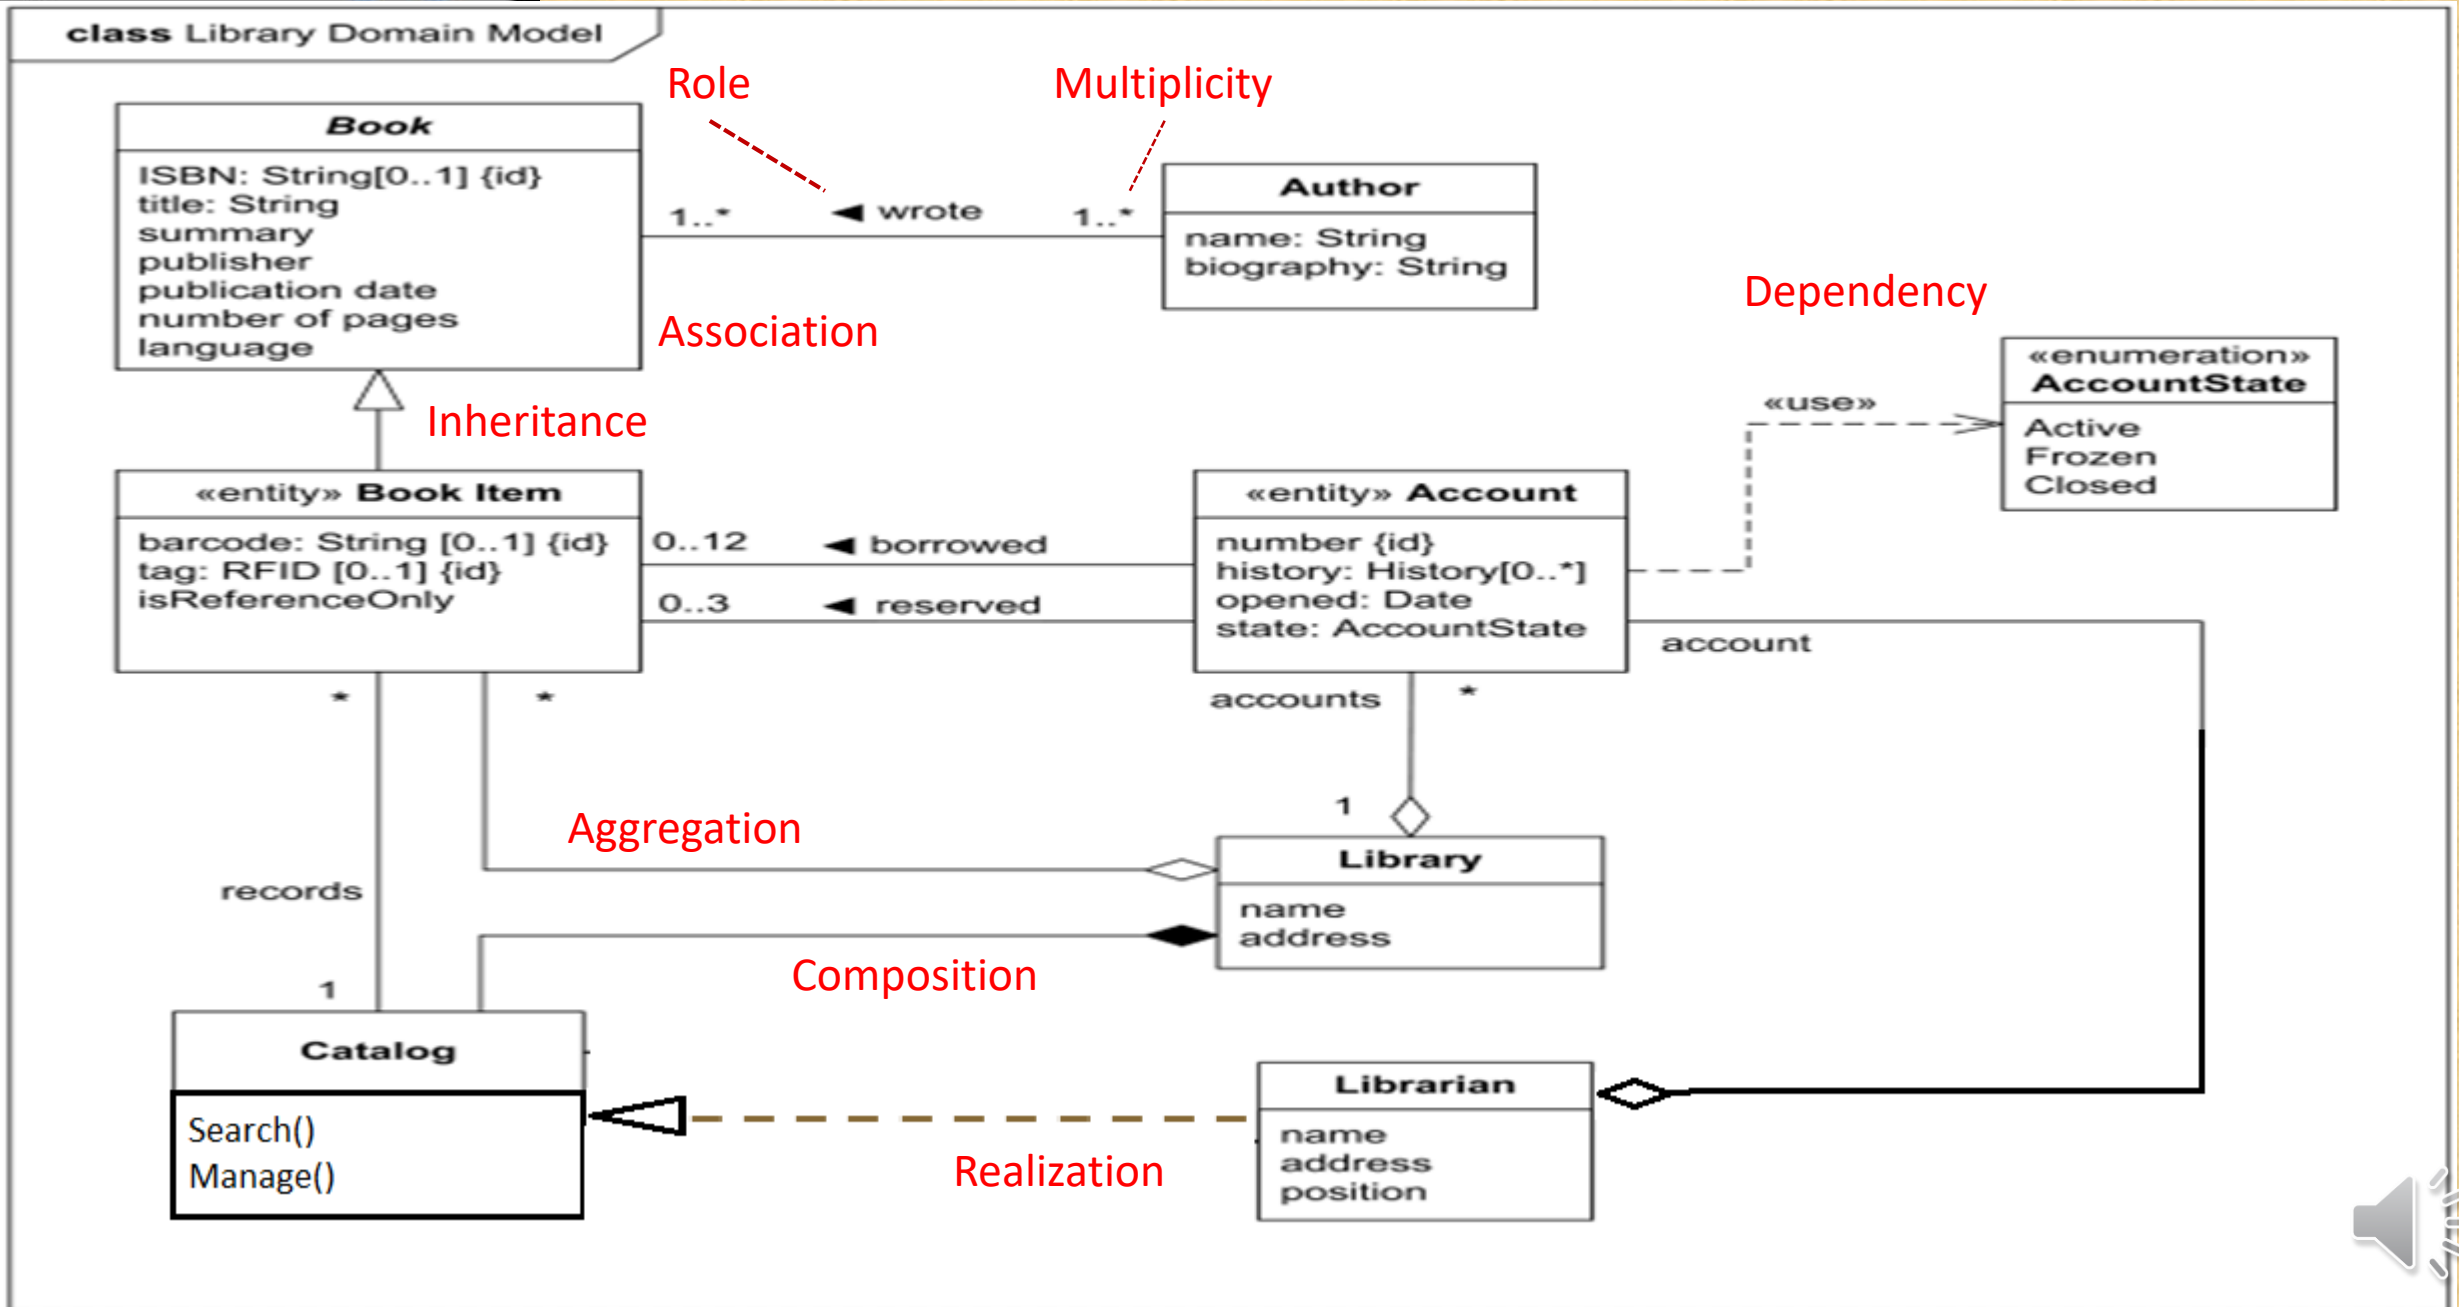 class Library Domain Model
Role
Multiplicity
Book
ISBN: String[0..1] {id}
title: String
summary
publisher
publication date
number of pages
language
1..*
◄ wrote
1..*
Author
name: String
biography: String
Association
Dependency
«enumeration»
AccountState
Active
Frozen
Closed
«use»
Inheritance
«entity» Book Item
barcode: String [0..1] {id}
tag: RFID [0..1] {id}
isReferenceOnly
0..12
◄ borrowed
0..3
◄ reserved
«entity» Account
number {id}
history: History[0..*]
opened: Date
state: AccountState
account
*
*
accounts
*
Aggregation
1
Library
name
address
records
Composition
1
Catalog
Search()
Manage()
Realization
Librarian
name
address
position